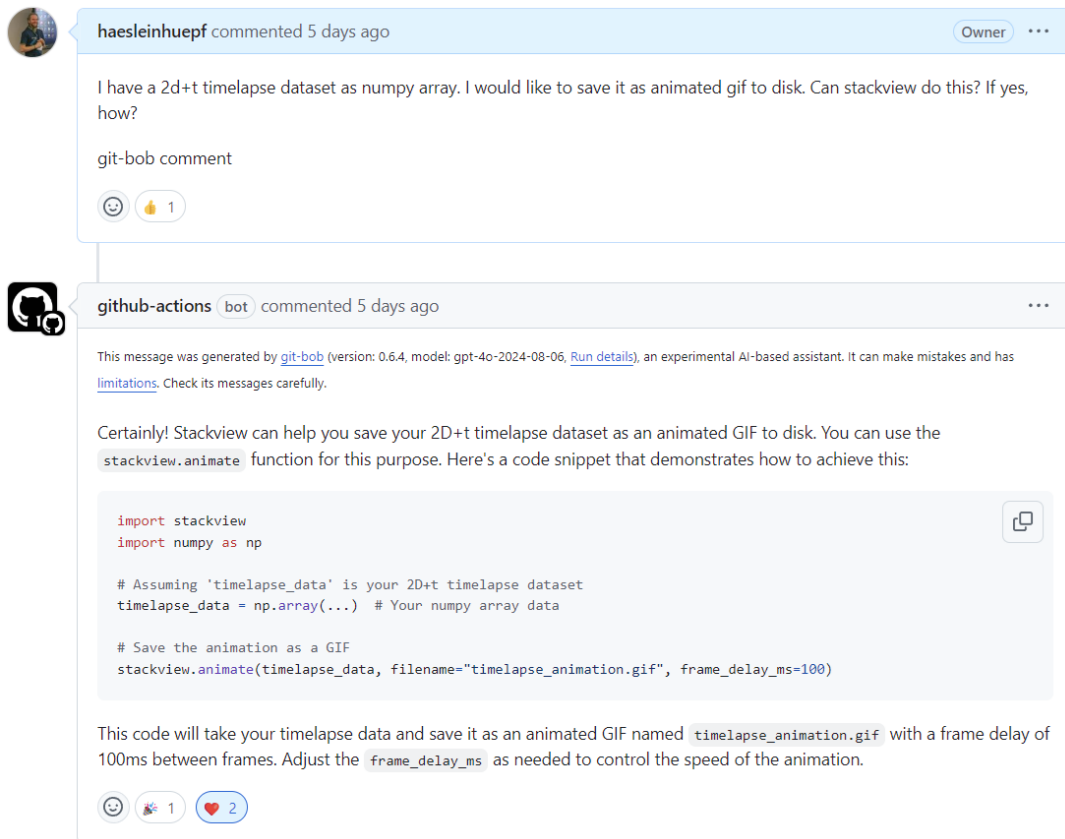 haesleinhuepf commented 5 days ago Owner
I have a 2d+t timelapse dataset as numpy array. I would like to save it as animated gif to disk. Can stackview do this? If yes,
how?
git-bob comment
1
github-actions bot commented 5 days ago
This message was generated by git-bob (version: 0.6.4, model: gpt-4o-2024-08-06, Run details), an experimental AI-based assistant. It can make mistakes and has
limitations. Check its messages carefully.
Certainly! Stackview can help you save your 2D+t timelapse dataset as an animated GIF to disk. You can use the
stackview.animate function for this purpose. Here's a code snippet that demonstrates how to achieve this:
import stackview
import numpy as np
# Assuming 'timelapse_data' is your 2D+t timelapse dataset
timelapse_data = np.array(...)  # Your numpy array data
# Save the animation as a GIF
stackview.animate(timelapse_data, filename="timelapse_animation.gif", frame_delay_ms=100)
This code will take your timelapse data and save it as an animated GIF named timelapse_animation.gif with a frame delay of
100ms between frames. Adjust the frame_delay_ms as needed to control the speed of the animation.
1 2